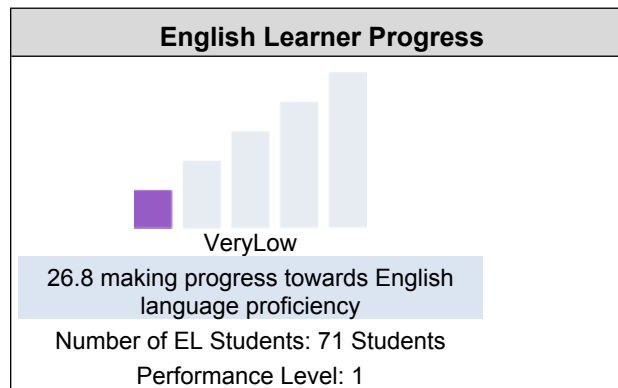 English Learner Progress
VeryLow
26.8 making progress towards English
language proficiency
Number of EL Students: 71 Students
Performance Level: 1